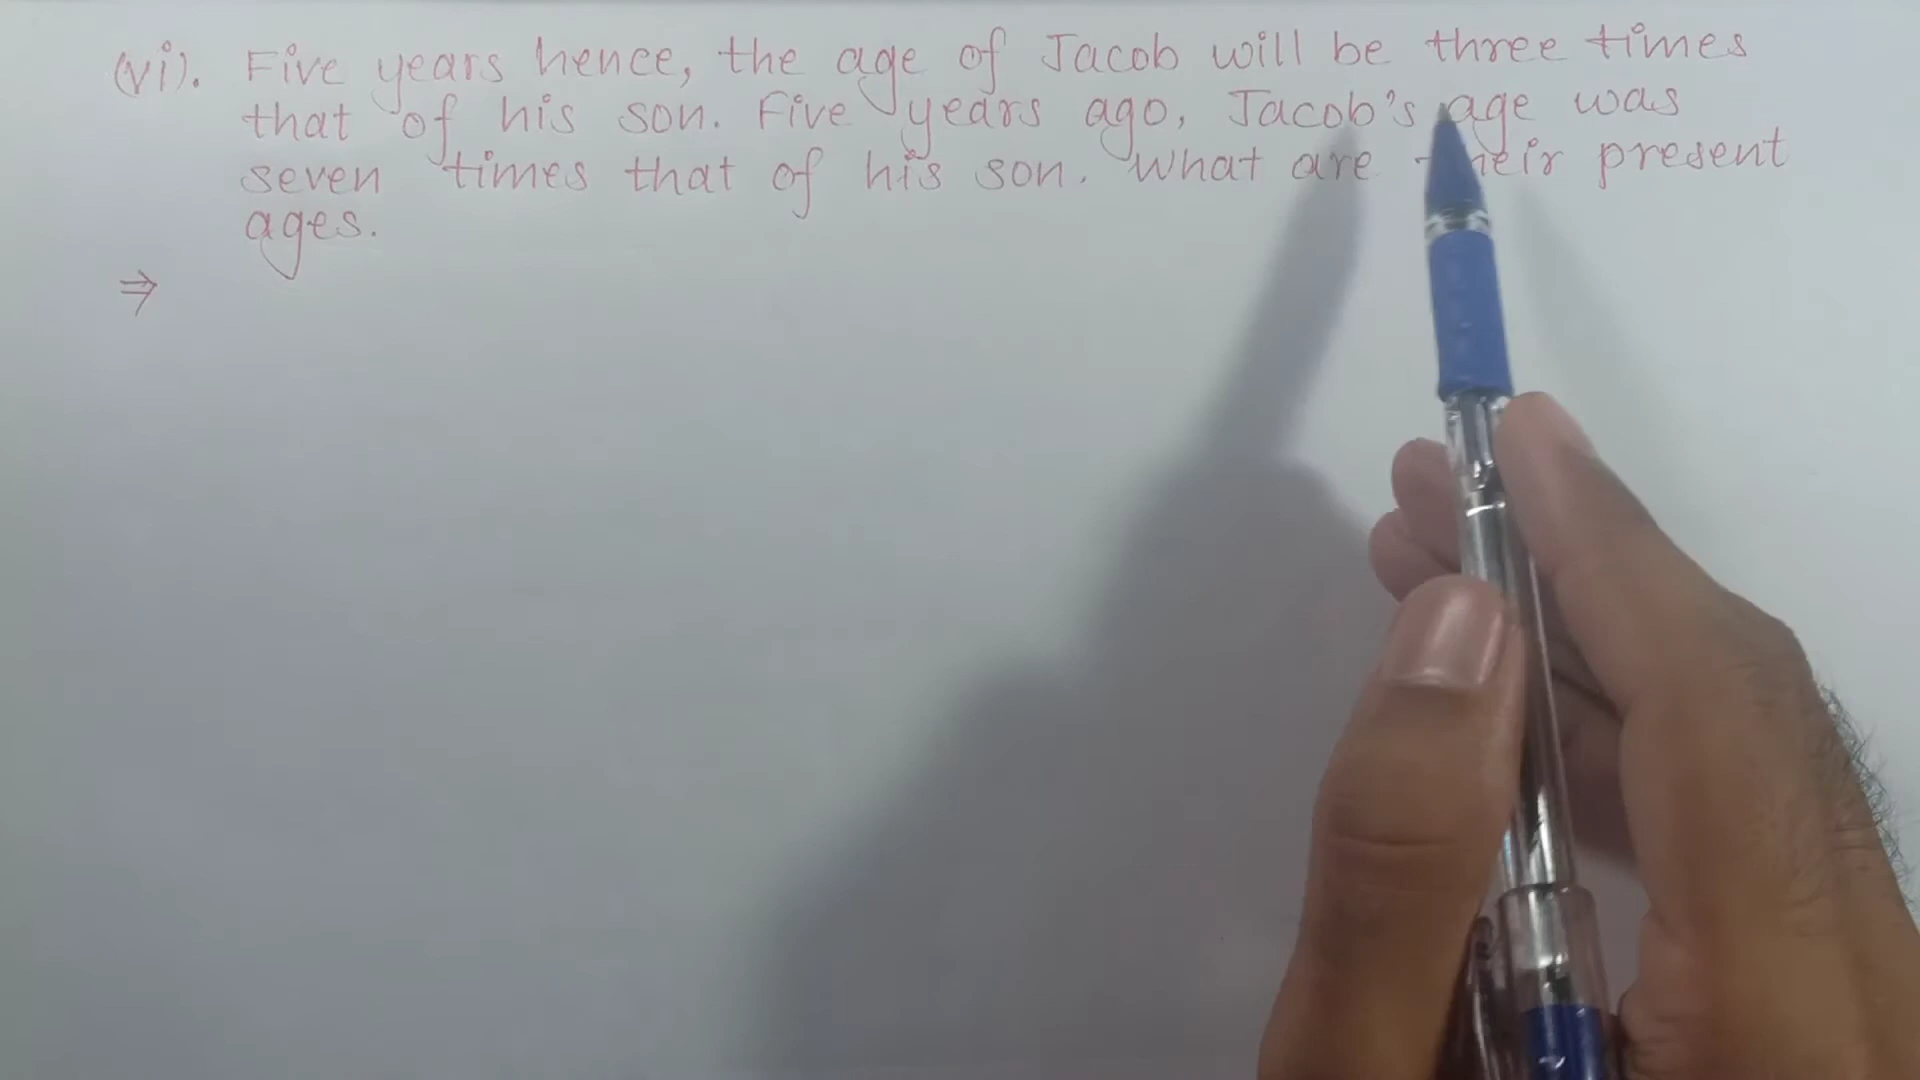 (vi). Five years hence, the age of Jacob will be three times
that of his son. Five years ago, Jacob's age was
seven times that of his son. What are their present
ages.
⇒